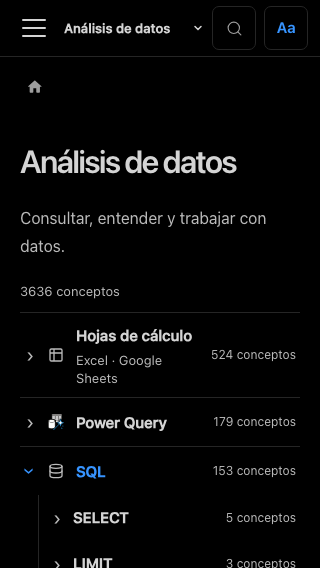 Análisis de datos
Aa
Análisis de datos
Consultar, entender y trabajar con
datos.
3636 conceptos
Hojas de cálculo
Excel · Google
Sheets
524 conceptos
Power Query
179 conceptos
SQL
153 conceptos
SELECT
5 conceptos
LIMIT
3 conceptos